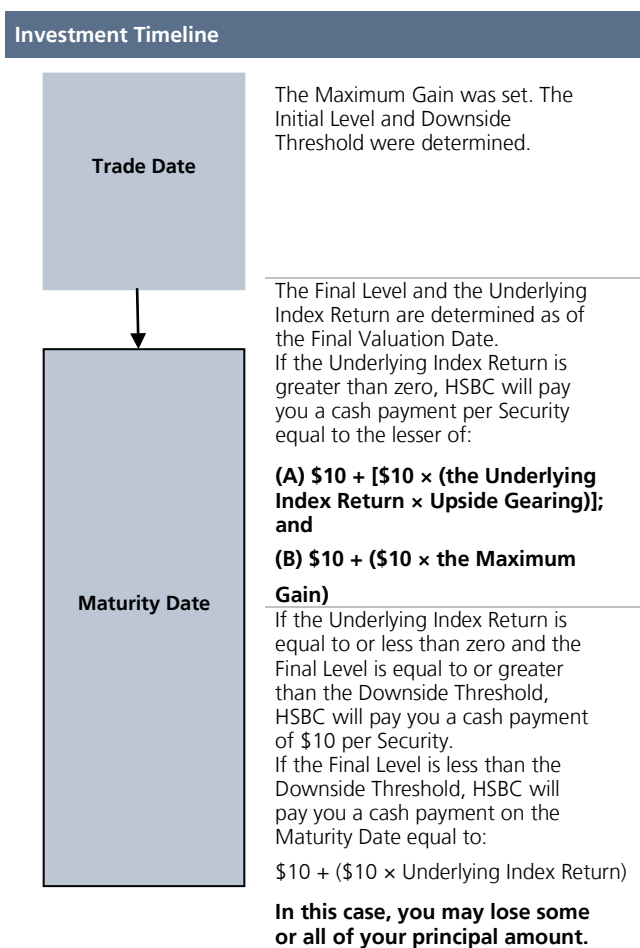 Investment Timeline
Trade Date
The Maximum Gain was set. The
Initial Level and Downside
Threshold were determined.
Maturity Date
The Final Level and the Underlying
Index Return are determined as of
the Final Valuation Date.
If the Underlying Index Return is
greater than zero, HSBC will pay
you a cash payment per Security
equal to the lesser of:
(A) $10 + [$10 × (the Underlying
Index Return × Upside Gearing)];
and
(B) $10 + ($10 × the Maximum
Gain)
If the Underlying Index Return is
equal to or less than zero and the
Final Level is equal to or greater
than the Downside Threshold,
HSBC will pay you a cash payment
of $10 per Security.
If the Final Level is less than the
Downside Threshold, HSBC will
pay you a cash payment on the
Maturity Date equal to:
$10 + ($10 × Underlying Index Return)
In this case, you may lose some
or all of your principal amount.